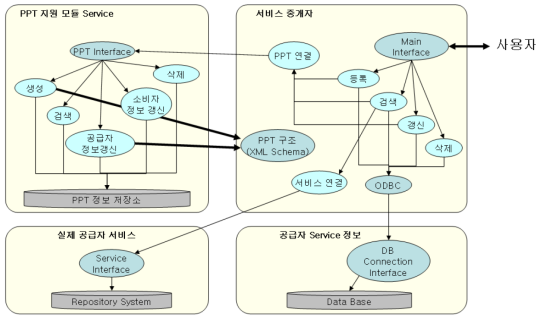 PPT 지원 모듈 Service
PPT Interface
생성
검색
공급자
정보갱신
소비자
정보 갱신
삭제
PPT 정보 저장소
서비스 중개자
PPT 연결
Main
Interface
등록
검색
갱신
삭제
PPT 구조
(XML Schema)
서비스 연결
ODBC
사용자
실제 공급자 서비스
Service
Interface
Repository System
공급자 Service 정보
DB
Connection
Interface
Data Base